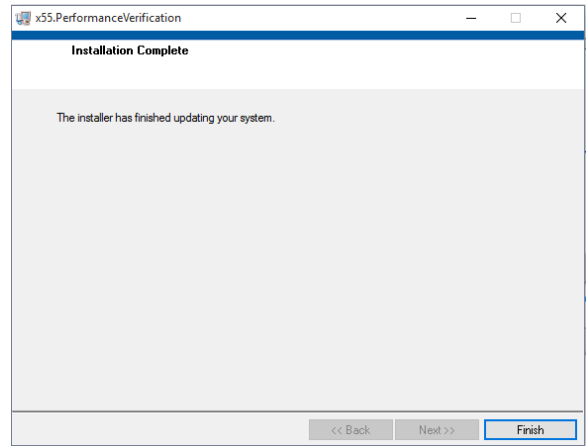 x55.PerformanceVerification
Installation Complete
The installer has finished updating your system.
<< Back
Next >>
Finish